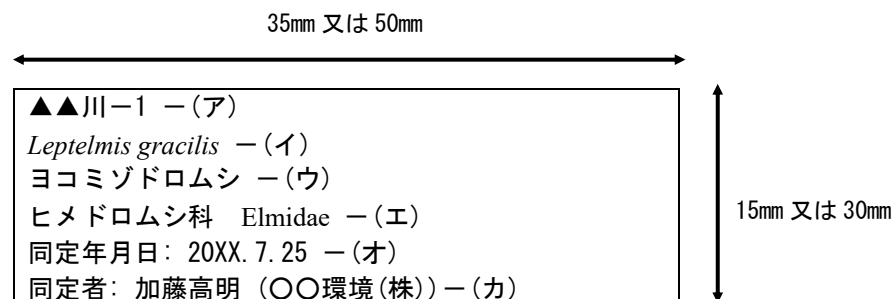 35mm 又は 50mm
▲▲川－1 －(ア)
Leptelmis gracilis －(イ)
ヨコミゾドロムシ －(ウ)
ヒメドロムシ科　Elmidae －(エ)
同定年月日: 20XX.7.25 －(オ)
15mm 又は 30mm
同定者: 加藤高明 (〇〇環境(株))－(カ)